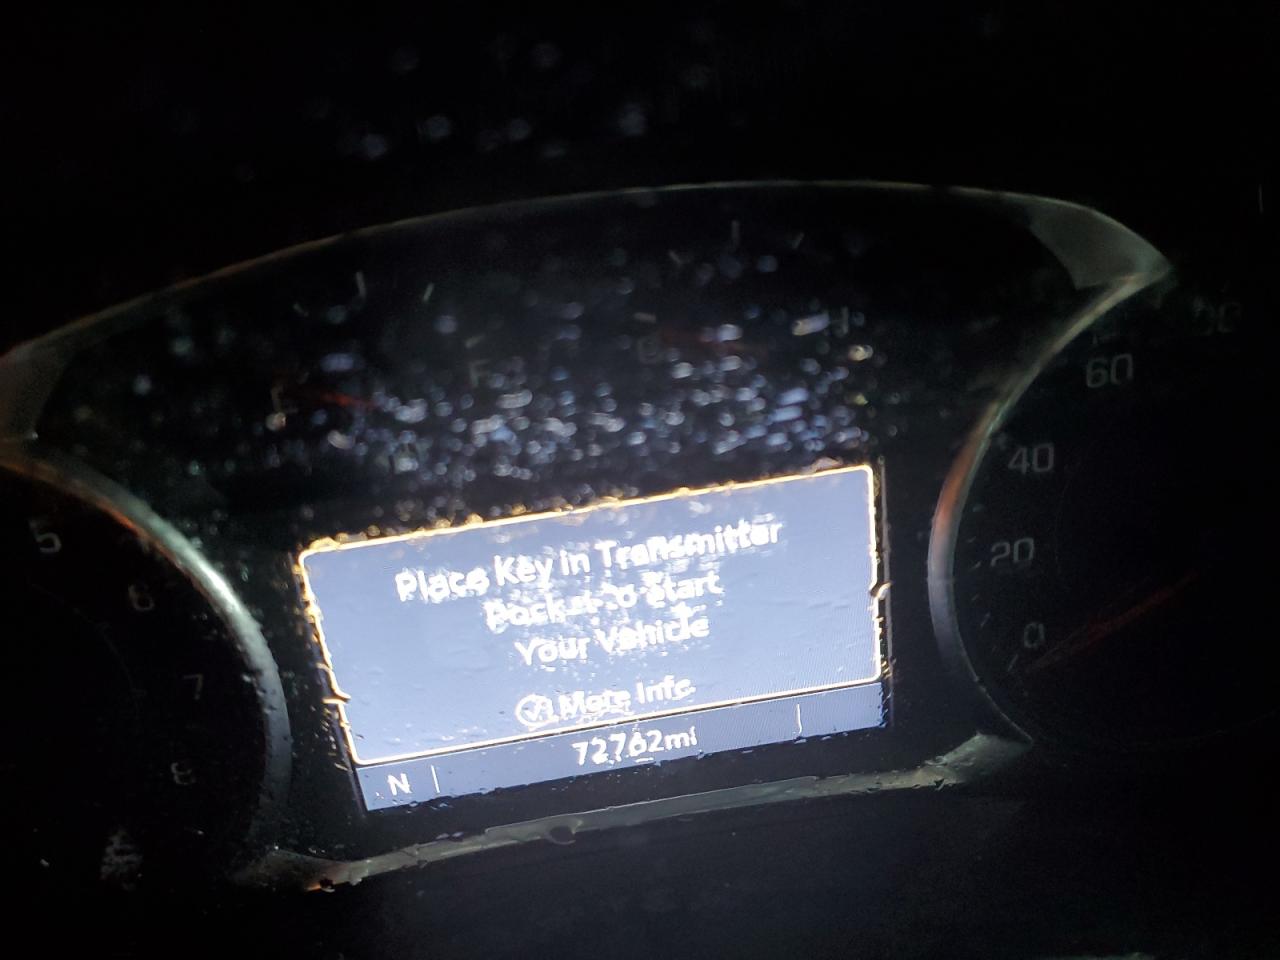 F
H
60
40
20
0
5
6
7
8
Place Key in Transmitter
Pocket to Start
Your Vehicle
More Info
72762mi
N